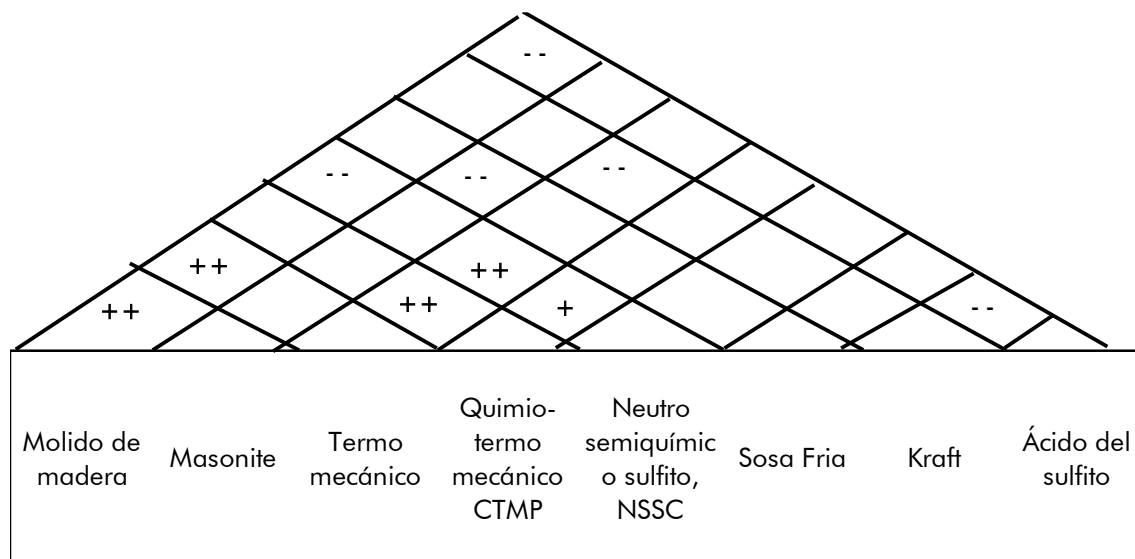 - -
- -
- -
- -
++
++
++
++
+
- -
Molido de
madera
Masonite
Termo
mecánico
Quimio-
termo
mecánico
CTMP
Neutro
semiquímic
o sulfito,
NSSC
Sosa Fria
Kraft
Ácido del
sulfito